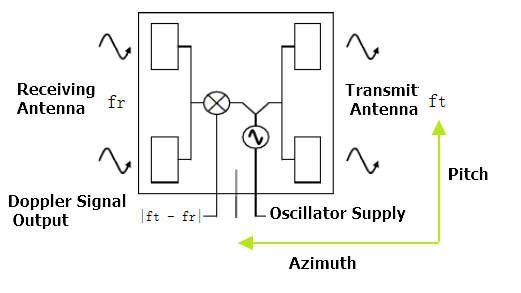 Receiving
Antenna fr
Transmit
Antenna ft
Pitch
Doppler Signal
Output |ft - fr|
Oscillator Supply
Azimuth